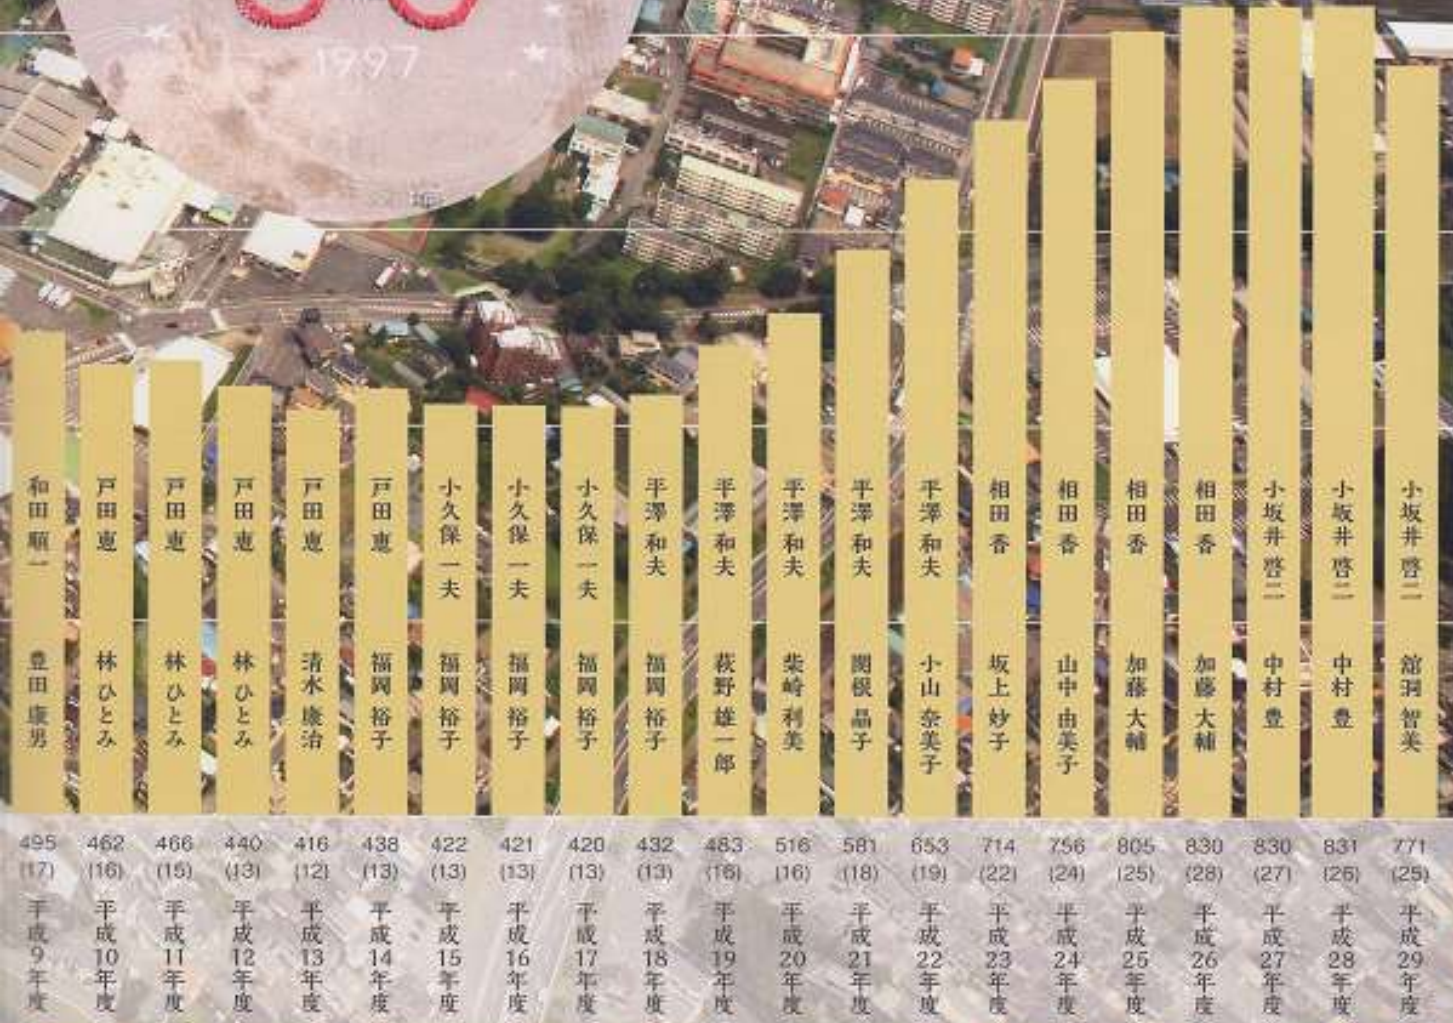 1997
和田 順一
戸田 恵
戸田 恵
戸田 恵
戸田 恵
戸田 恵
小久保 一夫
小久保 一夫
小久保 一夫
平澤 和夫
平澤 和夫
平澤 和夫
平澤 和夫
平澤 和夫
相田 香
相田 香
相田 香
相田 香
小坂井 啓二
小坂井 啓二
小坂井 啓二
豊田 康男
林 ひとみ
林 ひとみ
林 ひとみ
清水 康治
福岡 裕子
福岡 裕子
福岡 裕子
福岡 裕子
福岡 裕子
萩野 雄一郎
柴崎 利美
関根 晶子
小山 奈美子
坂上 妙子
山中 由美子
加藤 大輔
加藤 大輔
中村 豊
中村 豊
舘洞 智美
495 462 466 440 416 438 422 421 420 432 483 516 581 653 714 756 805 830 830 831 771
(17) (16) (15) (13) (12) (13) (13) (13) (13) (13) (16) (16) (18) (19) (22) (24) (25) (28) (27) (26) (25)
平成9年度
平成10年度
平成11年度
平成12年度
平成13年度
平成14年度
平成15年度
平成16年度
平成17年度
平成18年度
平成19年度
平成20年度
平成21年度
平成22年度
平成23年度
平成24年度
平成25年度
平成26年度
平成27年度
平成28年度
平成29年度